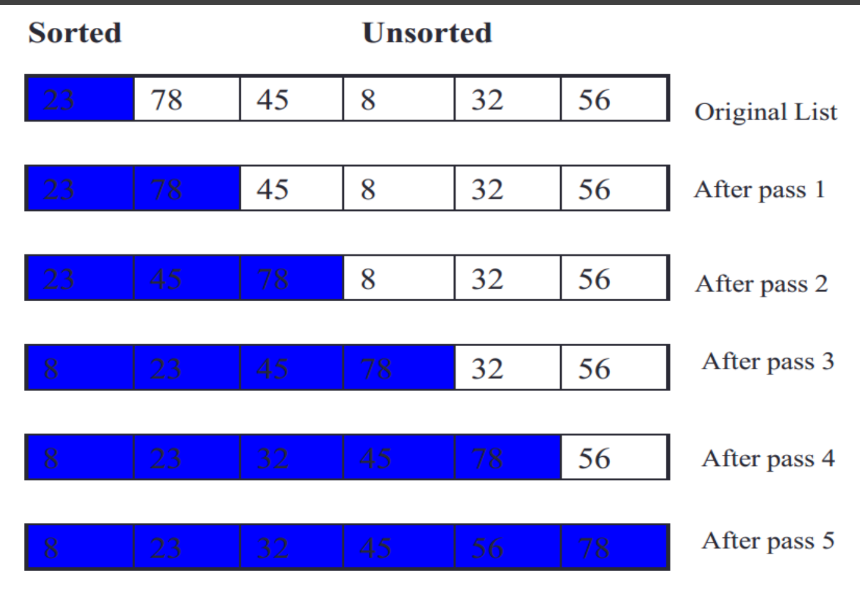 Sorted Unsorted
23 78 45 8 32 56 Original List
23 78 45 8 32 56 After pass 1
23 45 78 8 32 56 After pass 2
8 23 45 78 32 56 After pass 3
8 23 32 45 78 56 After pass 4
8 23 32 45 56 78 After pass 5